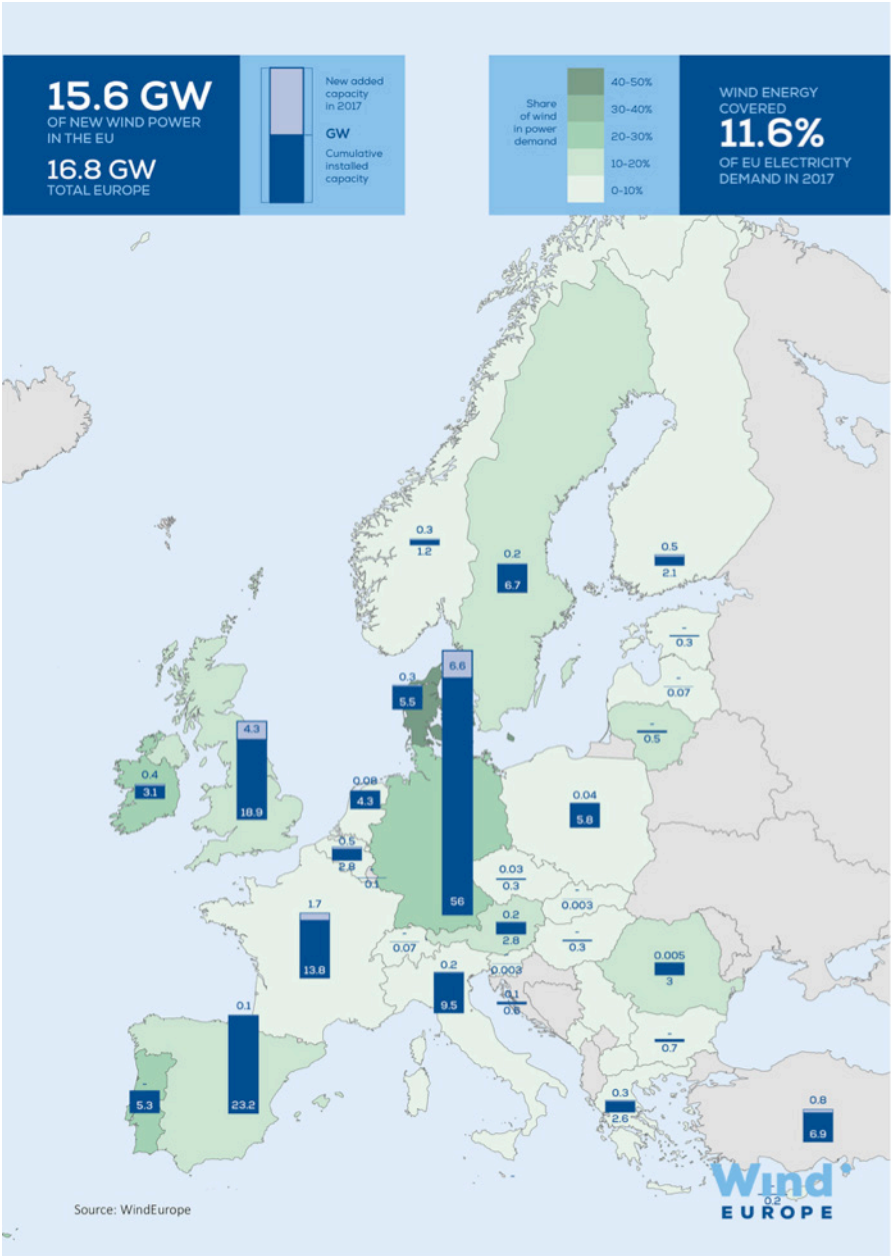 15.6 GW
OF NEW WIND POWER
IN THE EU
16.8 GW
TOTAL EUROPE
New added
capacity
in 2017
GW
Cumulative
installed
capacity
Share
of wind
in power
demand
40-50%
30-40%
20-30%
10-20%
0-10%
WIND ENERGY
COVERED
11.6%
OF EU ELECTRICITY
DEMAND IN 2017
0.3
1.2
0.2
6.7
0.5
2.1
-
0.3
-
0.07
-
0.5
6.6
56
0.3
5.5
4.3
18.9
0.4
3.1
0.08
4.3
0.04
5.8
0.5
2.8
0.1
0.03
0.3
-
0.003
1.7
13.8
0.2
2.8
-
0.07
-
0.3
0.005
3
0.2
9.5
0.003
0.1
0.6
0.1
23.2
-
0.7
-
5.3
0.3
2.6
0.8
6.9
-
0.2
Wind
EUROPE
Source: WindEurope